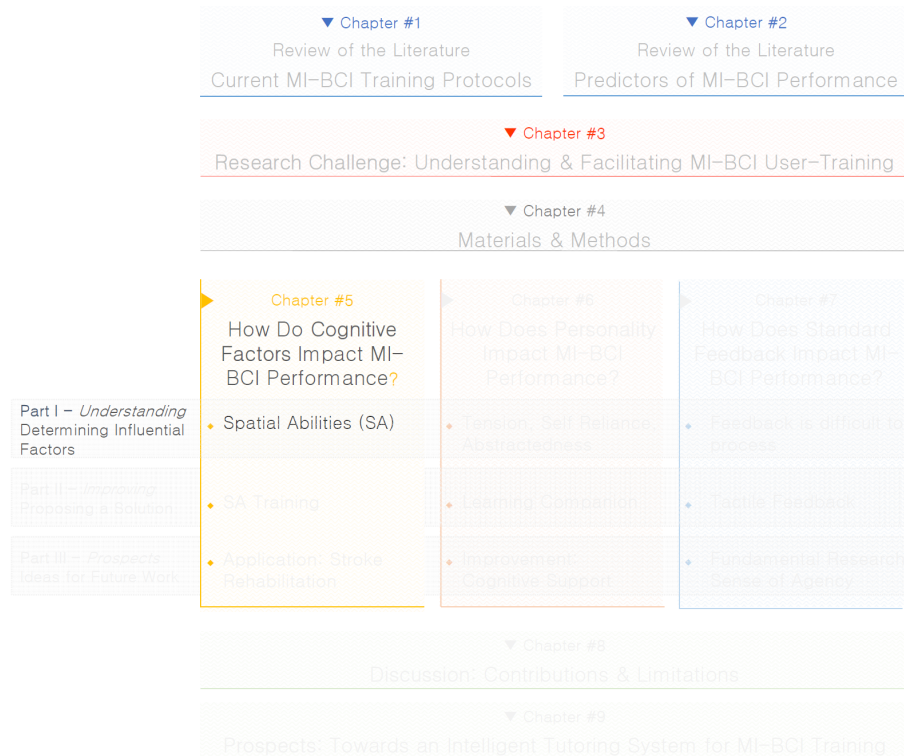 ▼ Chapter #1
Review of the Literature
Current MI-BCI Training Protocols
▼ Chapter #2
Review of the Literature
Predictors of MI-BCI Performance
▼ Chapter #3
Research Challenge: Understanding & Facilitating MI-BCI User-Training
▼ Chapter #4
Materials & Methods
Chapter #5
How Do Cognitive
Factors Impact MI-
BCI Performance?
Chapter #6
How Does Personality
Impact MI-BCI
Performance?
Chapter #7
How Does Standard
Feedback Impact MI-
BCI Performance?
Part I - Understanding
Determining Influential
Factors
Spatial Abilities (SA)
Tension, Self Reliance,
Abstractedness
Feedback is difficult to
process
Part II - Improving
Proposing a Solution
SA Training
Learning Companion
Tactile Feedback
Part III - Prospects
Ideas for Future Work
Application: Stroke
Rehabilitation
Improvement:
Cognitive Support
Fundamental Research
Sense of Agency
▼ Chapter #8
Discussion: Contributions & Limitations
▼ Chapter #9
Prospects: Towards an Intelligent Tutoring System for MI-BCI Training